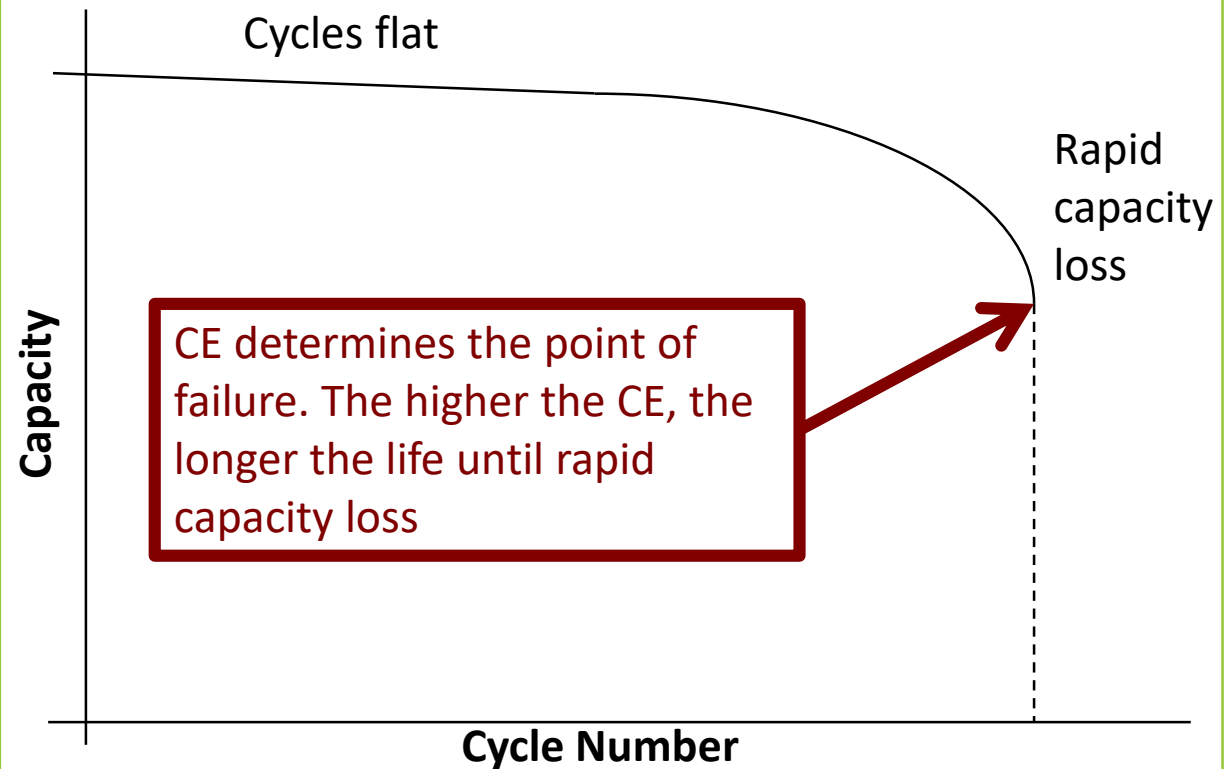 Cycles flat
Rapid
capacity
loss
CE determines the point of
failure. The higher the CE, the
longer the life until rapid
capacity loss
Capacity
Cycle Number